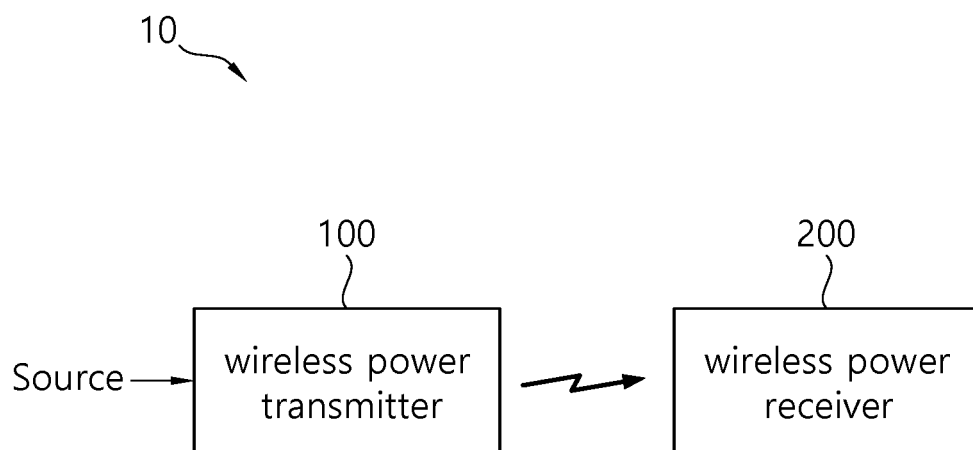 10
100
200
Source
wireless power
transmitter
wireless power
receiver